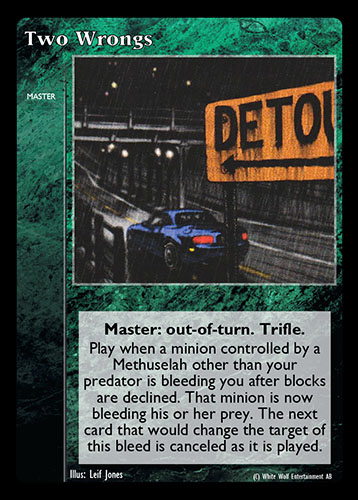 Two Wrongs
MASTER
DETOU
Master: out-of-turn. Trifle.
Play when a minion controlled by a
Methuselah other than your
predator is bleeding you after blocks
are declined. That minion is now
bleeding his or her prey. The next
card that would change the target of
this bleed is canceled as it is played.
Illus: Leif Jones
(C) White Wolf Entertainment AB